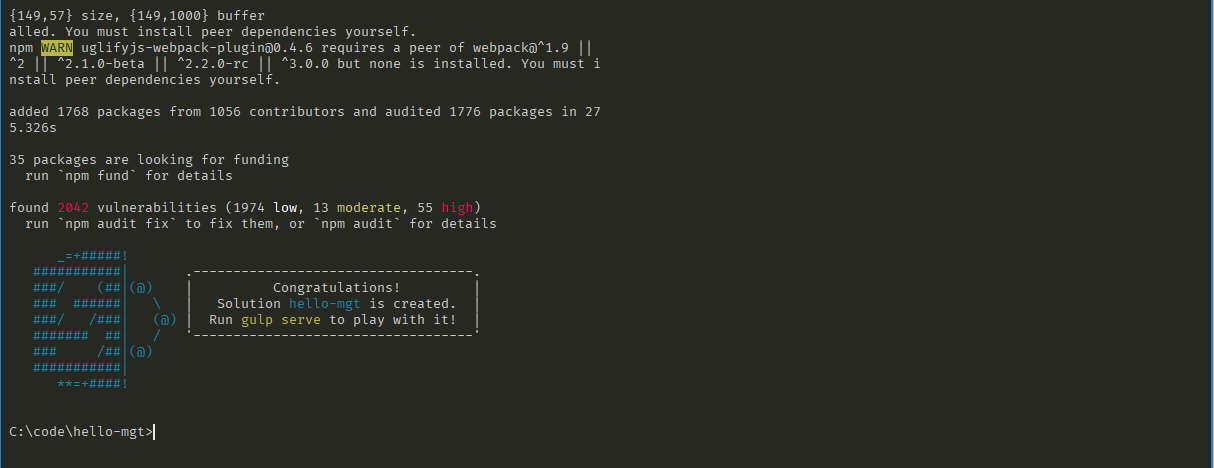 {149,57} size, {149,1000} buffer
alled. You must install peer dependencies yourself.
npm WARN uglifyjs-webpack-plugin@0.4.6 requires a peer of webpack@^1.9 ||
^2 || ^2.1.0-beta || ^2.2.0-rc || ^3.0.0 but none is installed. You must i
nstall peer dependencies yourself.

added 1768 packages from 1056 contributors and audited 1776 packages in 27
5.326s

35 packages are looking for funding
  run `npm fund` for details

found 2042 vulnerabilities (1974 low, 13 moderate, 55 high)
  run `npm audit fix` to fix them, or `npm audit` for details

      _=+#####!
   ###########|       .-----------------------------------.
   ###/    (##|(@)    |          Congratulations!         |
   ###  ######|   \   |   Solution hello-mgt is created.  |
   ###/   /###|   (@) |  Run gulp serve to play with it!  |
   #######  ##|   /   '-----------------------------------'
   ###     /##|(@)
   ###########|
      **=+####!

C:\code\hello-mgt>